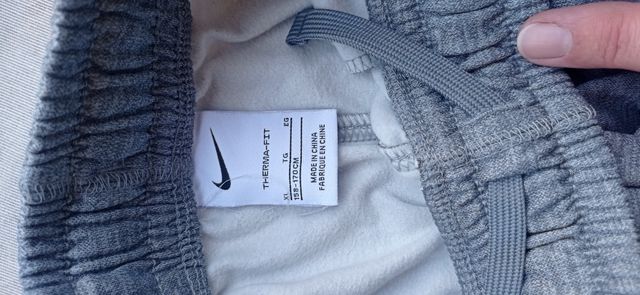 THERMA-FIT
XL TG EG
158-170CM
MADE IN CHINA
FABRIQUE EN CHINE